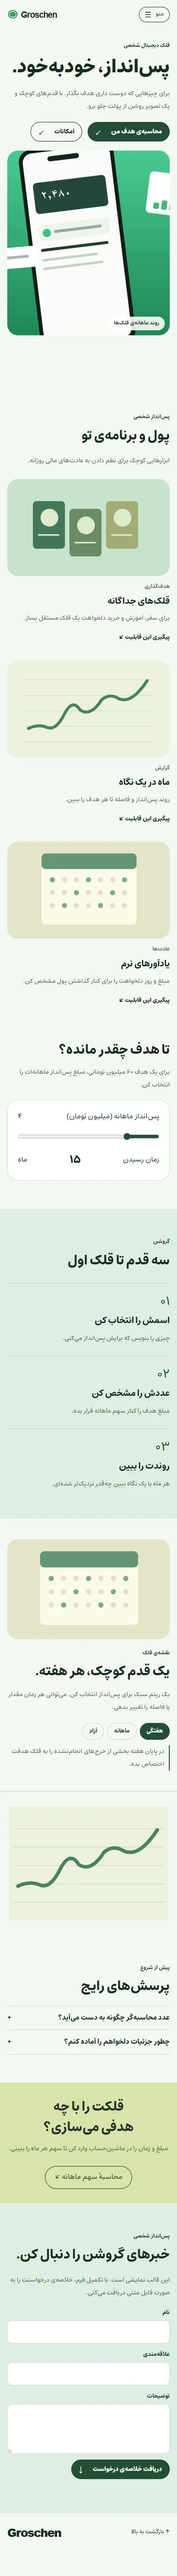 Groschen
منو
قلک دیجیتال شخصی
پس‌انداز، خودبه‌خود.
برای چیزهایی که دوست داری هدف بگذار. با قدم‌های کوچک و
یک تصویر روشن از پولت جلو برو.
محاسبه‌ی هدف من
امکانات
۲,۴۸۰
روند ماهانه‌ی قلک‌ها
پس‌انداز شخصی
پول و برنامه‌ی تو
ابزارهایی کوچک برای نظم دادن به عادت‌های مالی روزانه.
هدف‌گذاری
قلک‌های جداگانه
برای سفر، آموزش و خرید دلخواهت یک قلک مستقل بساز.
پیگیری این قابلیت
گزارش
ماه در یک نگاه
روند پس‌انداز و فاصله تا هر هدف را ببین.
پیگیری این قابلیت
عادت‌ها
یادآورهای نرم
مبلغ و روز دلخواهت را برای کنار گذاشتن پول مشخص کن.
پیگیری این قابلیت
تا هدف چقدر مانده؟
برای یک هدف ۶۰ میلیون تومانی، مبلغ پس‌انداز ماهانه‌ات را
انتخاب کن.
پس‌انداز ماهانه (میلیون تومان)
۴
زمان رسیدن
۱۵
ماه
گروشن
سه قدم تا قلک اول
۰۱
اسمش را انتخاب کن
چیزی را بنویس که برایش پس‌انداز می‌کنی.
۰۲
عددش را مشخص کن
مبلغ هدف را کنار سهم ماهانه قرار بده.
۰۳
روندت را ببین
هر ماه با یک نگاه ببین چه‌قدر نزدیک‌تر شده‌ای.
نقشه‌ی قلک
یک قدم کوچک، هر هفته.
یک ریتم سبک برای پس‌انداز انتخاب کن. می‌توانی هر زمان مقدار
یا فاصله را تغییر بدهی.
هفتگی
ماهانه
آزاد
در پایان هفته بخشی از خرج‌های انجام‌نشده را به قلک هدفت
اختصاص بده.
پیش از شروع
پرسش‌های رایج
عدد محاسبه‌گر چگونه به دست می‌آید؟
چطور جزئیات دلخواهم را آماده کنم؟
قلکت را با چه
هدفی می‌سازی؟
مبلغ و زمان را در ماشین‌حساب وارد کن تا سهم هر ماه را ببینی.
محاسبهٔ سهم ماهانه
پس‌انداز شخصی
خبرهای گروشن را دنبال کن.
این قالب نمایشی است. با تکمیل فرم، خلاصه‌ی درخواستت را به
صورت فایل متنی دریافت می‌کنی.
نام
علاقه‌مندی
توضیحات
دریافت خلاصه‌ی درخواست
↑ بازگشت به بالا
Groschen